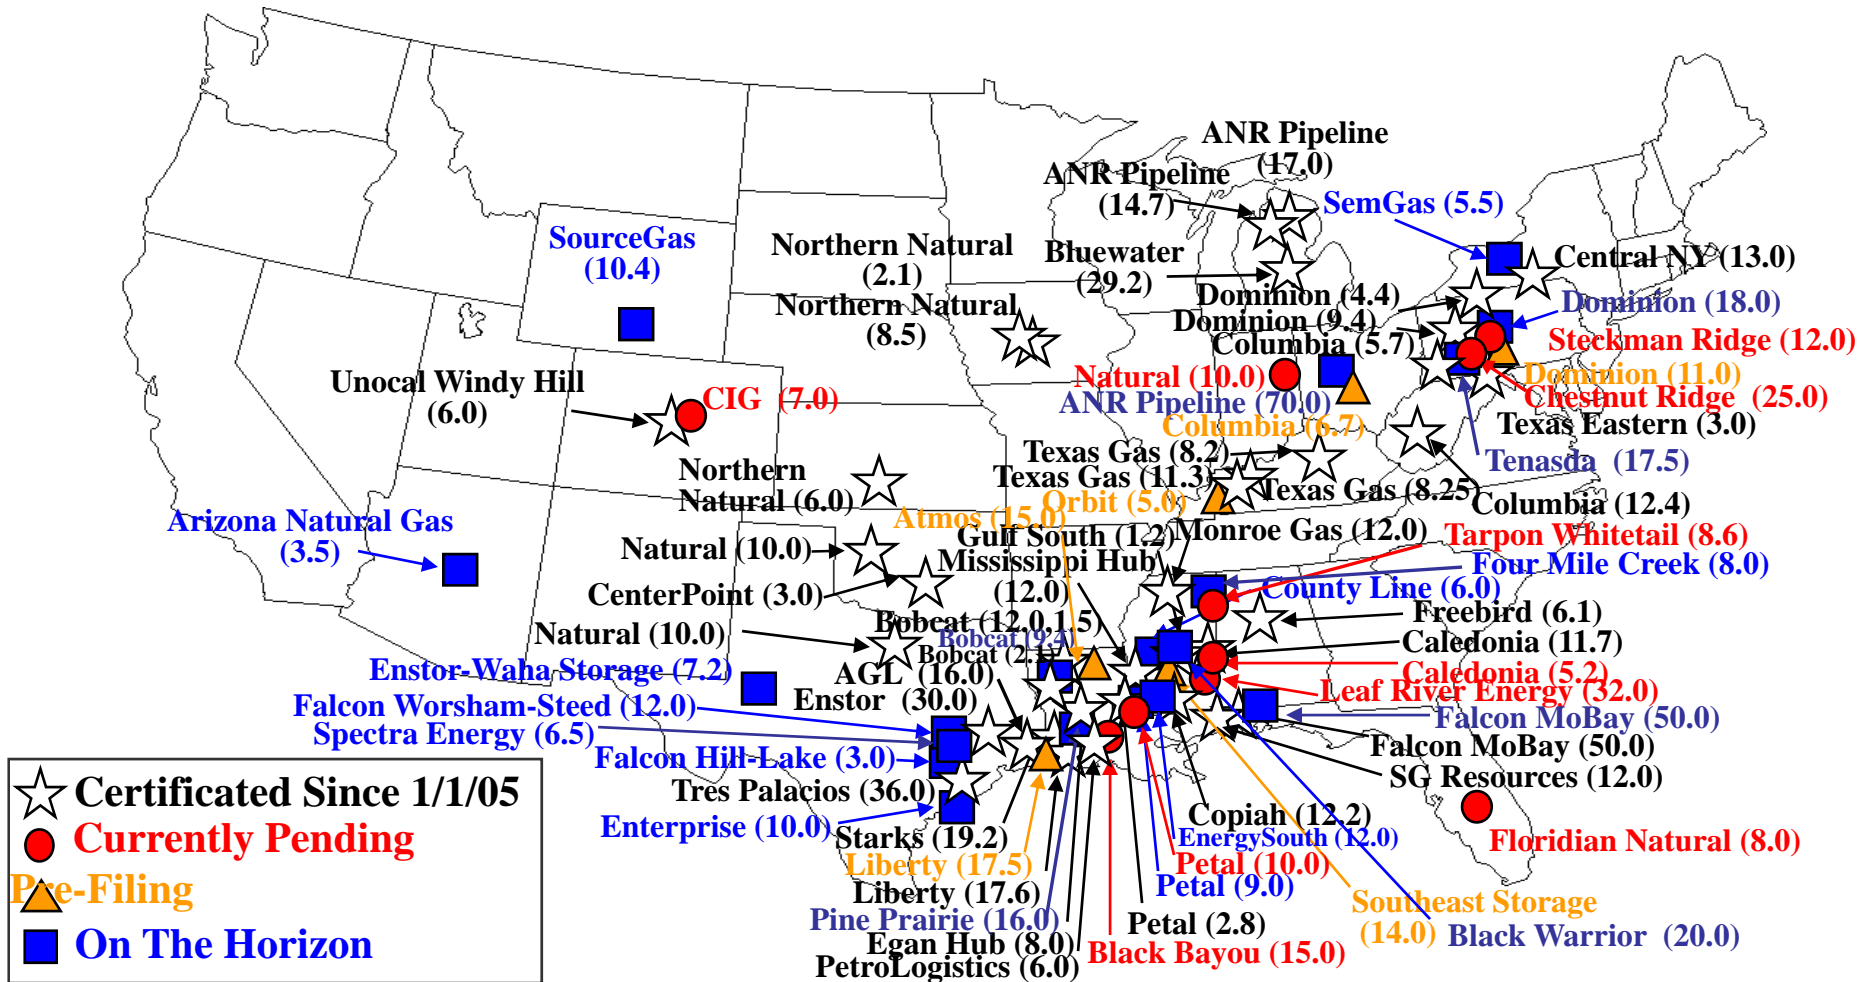 ANR Pipeline
(17.0)
ANR Pipeline
(14.7)
SemGas (5.5)
SourceGas
(10.4)
Northern Natural
(2.1)
Bluewater
(29.2)
Central NY (13.0)
Northern Natural
(8.5)
Dominion (4.4)
Dominion (18.0)
Dominion (9.4)
Columbia (5.7)
Steckman Ridge (12.0)
Unocal Windy Hill
(6.0)
CIG (7.0)
Natural (10.0)
Dominion (11.0)
ANR Pipeline (70.0)
Chestnut Ridge (25.0)
Columbia (6.7)
Texas Eastern (3.0)
Texas Gas (8.2)
Tenasda (17.5)
Northern
Natural (6.0)
Texas Gas (11.3)
Texas Gas (8.25)
Orbit (5.0)
Columbia (12.4)
Arizona Natural Gas
(3.5)
Atmos (15.0)
Gulf South (1.2)
Monroe Gas (12.0)
Tarpon Whitetail (8.6)
Natural (10.0)
Mississippi Hub
(12.0)
Four Mile Creek (8.0)
CenterPoint (3.0)
County Line (6.0)
Freebird (6.1)
Bobcat (12.0,1.5)
Natural (10.0)
Bobcat (9.4)
Caledonia (11.7)
Bobcat (2.1)
Enstor-Waha Storage (7.2)
AGL (16.0)
Caledonia (5.2)
Leaf River Energy (32.0)
Enstor (30.0)
Falcon Worsham-Steed (12.0)
Falcon MoBay (50.0)
Spectra Energy (6.5)
Falcon MoBay (50.0)
Falcon Hill-Lake (3.0)
SG Resources (12.0)
Tres Palacios (36.0)
Certificated Since 1/1/05
Copiah (12.2)
Enterprise (10.0)
Starks (19.2)
EnergySouth (12.0)
Currently Pending
Floridian Natural (8.0)
Liberty (17.5)
Petal (10.0)
Pre-Filing
Liberty (17.6)
Petal (9.0)
Southeast Storage
(14.0)
Pine Prairie (16.0)
Petal (2.8)
Black Warrior (20.0)
On The Horizon
Egan Hub (8.0)
Black Bayou (15.0)
PetroLogistics (6.0)